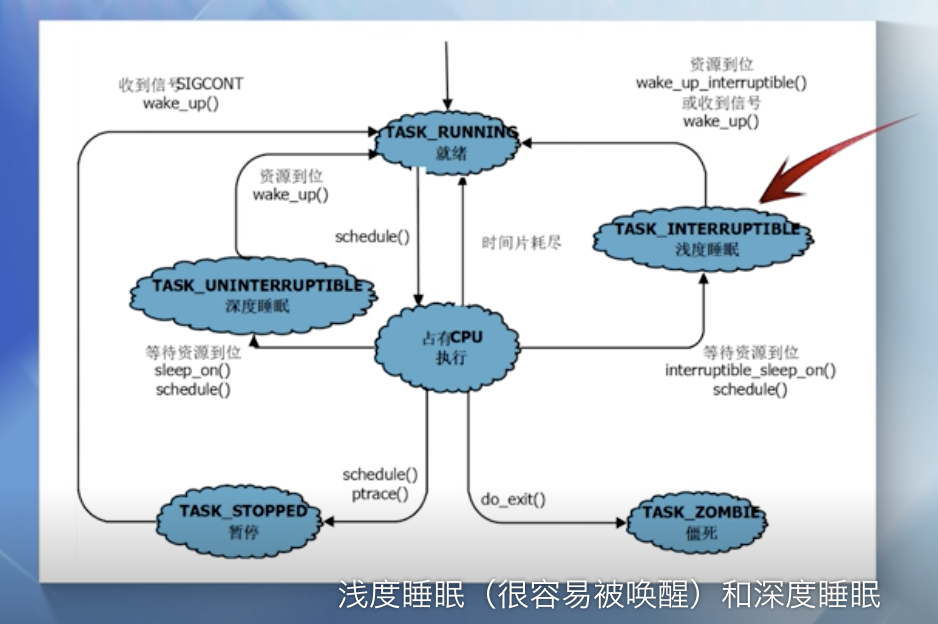 收到信号SIGCONT
wake_up()
资源到位
wake_up_interruptible()
或收到信号
wake_up()
TASK_RUNNING
就绪
资源到位
wake_up()
schedule()
时间片耗尽
TASK_INTERRUPTIBLE
浅度睡眠
TASK_UNINTERRUPTIBLE
深度睡眠
占有CPU
执行
等待资源到位
sleep_on()
schedule()
等待资源到位
interruptible_sleep_on()
schedule()
schedule()
ptrace()
do_exit()
TASK_STOPPED
暂停
TASK_ZOMBIE
僵死
浅度睡眠（很容易被唤醒）和深度睡眠